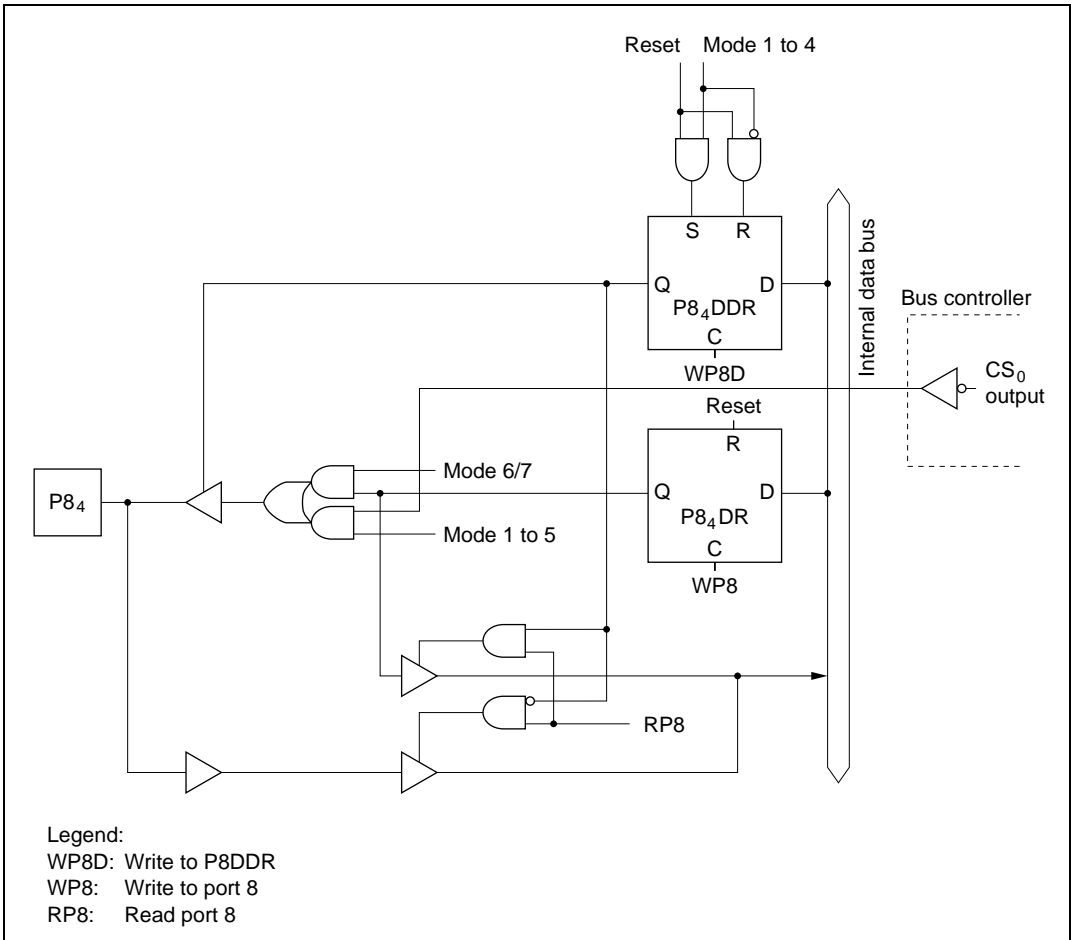 Reset Mode 1 to 4
S R
Q D
P8₄DDR
C
WP8D
Internal data bus
Bus controller
CS₀
output
Reset
R
Mode 6/7
P8₄
Q D
P8₄DR
C
Mode 1 to 5
WP8
RP8
Legend:
WP8D: Write to P8DDR
WP8: Write to port 8
RP8: Read port 8